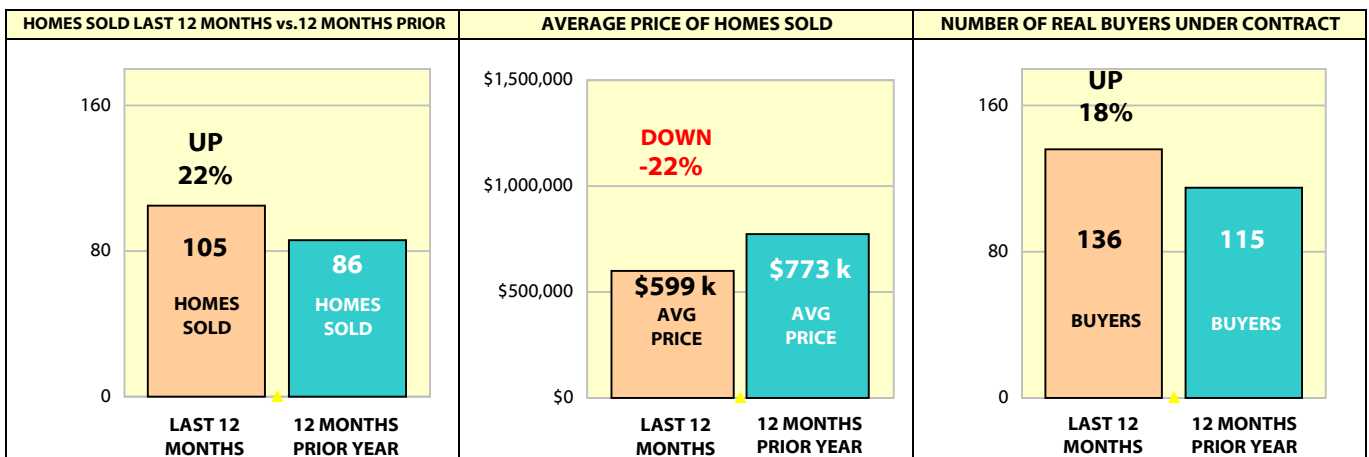 HOMES SOLD LAST 12 MONTHS vs.12 MONTHS PRIOR
160
80
0
UP
22%
105
HOMES
SOLD
86
HOMES
SOLD
LAST 12
MONTHS
12 MONTHS
PRIOR YEAR
AVERAGE PRICE OF HOMES SOLD
$1,500,000
$1,000,000
$500,000
$0
DOWN
-22%
$599 k
AVG
PRICE
$773 k
AVG
PRICE
LAST 12
MONTHS
12 MONTHS
PRIOR YEAR
NUMBER OF REAL BUYERS UNDER CONTRACT
160
80
0
UP
18%
136
BUYERS
115
BUYERS
LAST 12
MONTHS
12 MONTHS
PRIOR YEAR